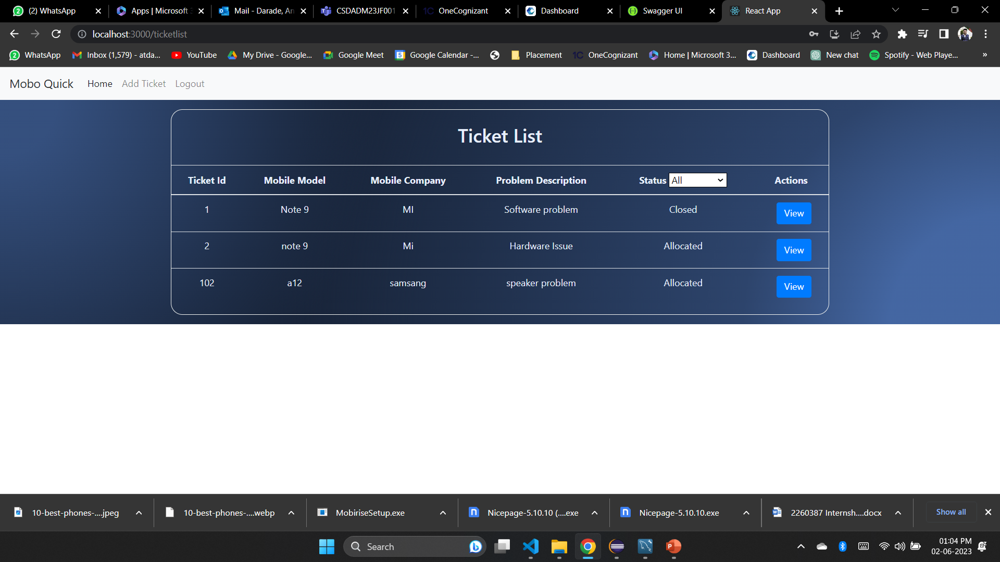 (2) WhatsApp
Apps | Microsoft 3
Mail - Darade, An
CSDADM23JF001
OneCognizant
Dashboard
Swagger UI
React App
localhost:3000/ticketlist
WhatsApp
Inbox (1,579) - atda...
YouTube
My Drive - Google...
Google Meet
Google Calendar -...
Placement
OneCognizant
Home | Microsoft 3...
Dashboard
New chat
Spotify - Web Playe...
»
Mobo Quick Home Add Ticket Logout
Ticket List
Ticket Id Mobile Model Mobile Company Problem Description Status All Actions
1 Note 9 MI Software problem Closed View
2 note 9 Mi Hardware Issue Allocated View
102 a12 samsang speaker problem Allocated View
10-best-phones-....jpeg
10-best-phones-....webp
MobiriseSetup.exe
Nicepage-5.10.10 (....exe
Nicepage-5.10.10.exe
2260387 Internsh....docx
Show all
Search
01:04 PM
02-06-2023